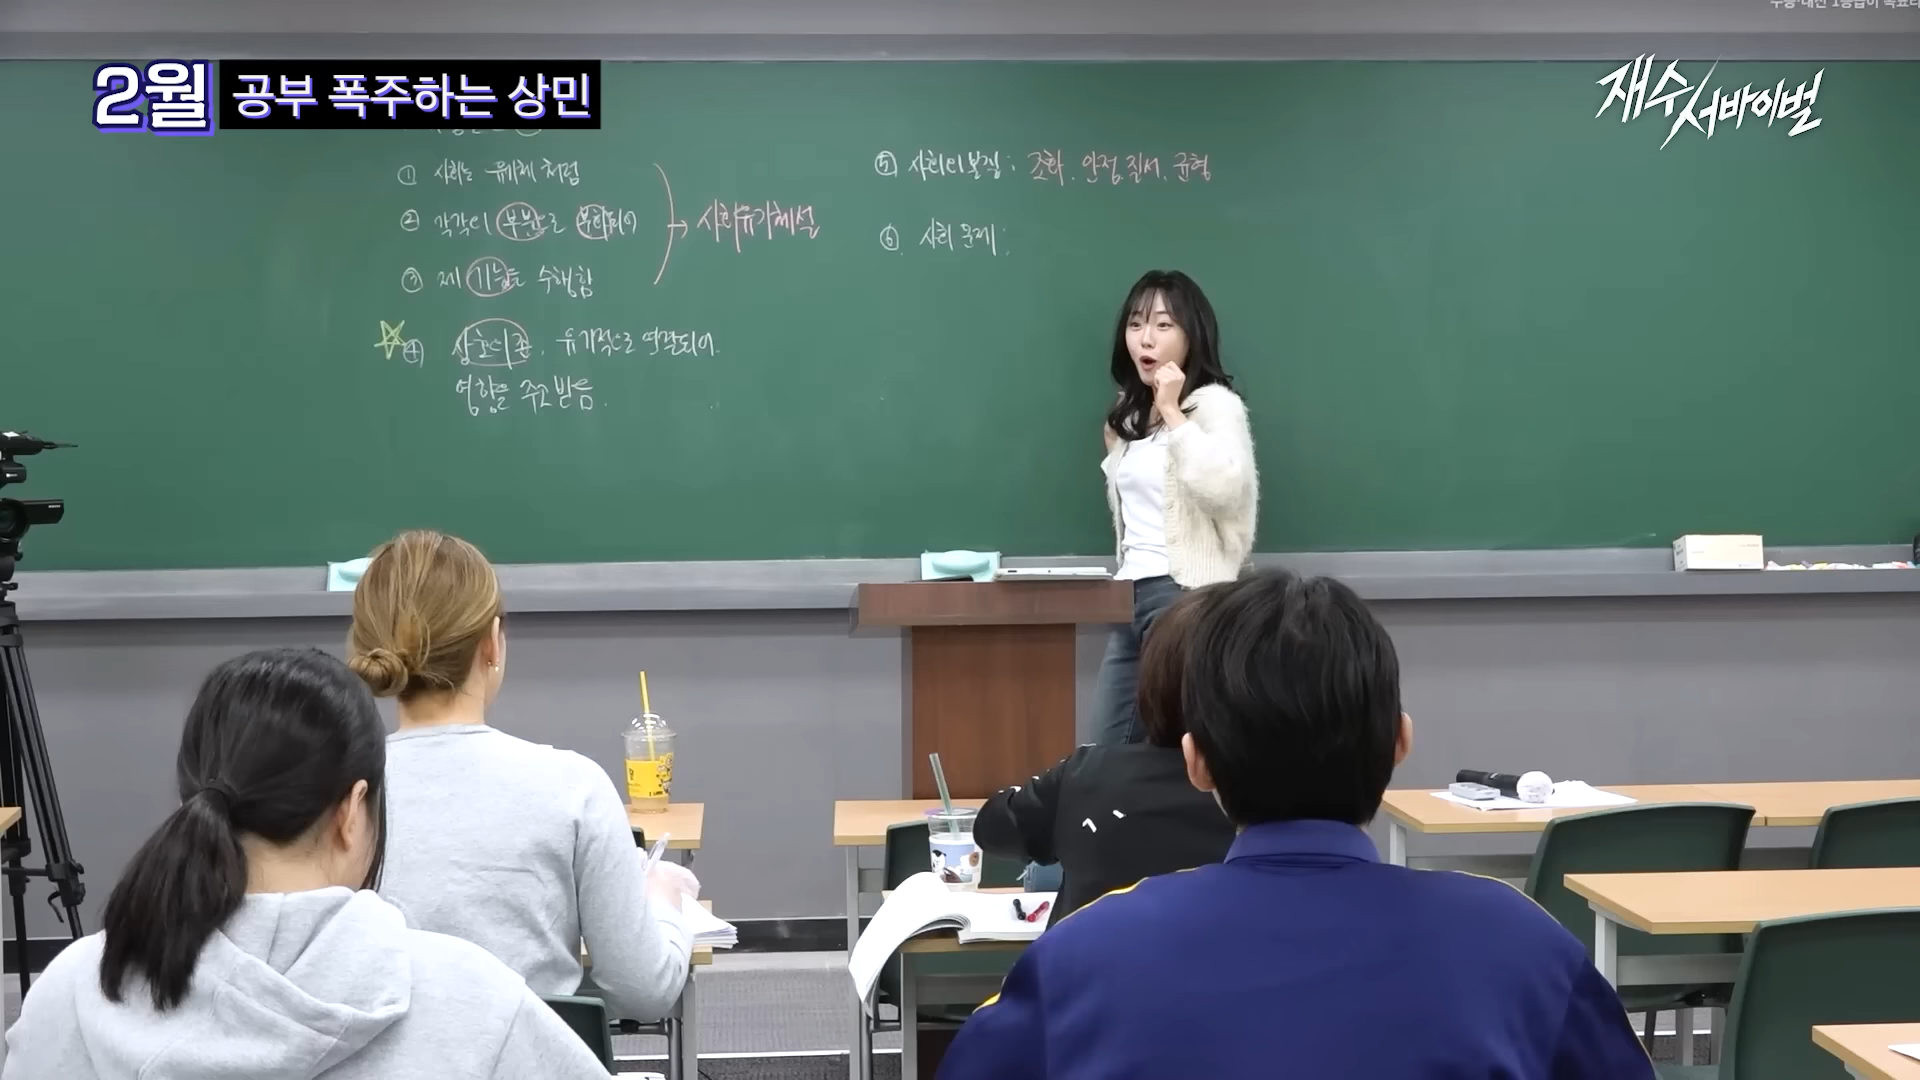 2월 공부 폭주하는 상민
재수 서바이벌
① 사회는 유기체처럼
② 각각의 부분으로 분화되어
③ 제 기능을 수행함
→ 사회유기체설
④ 상호의존, 유기적으로 연결되어
영향을 주고받음.
⑤ 사회의 본질 : 조화, 안정, 질서, 균형
⑥ 사회 문제 :